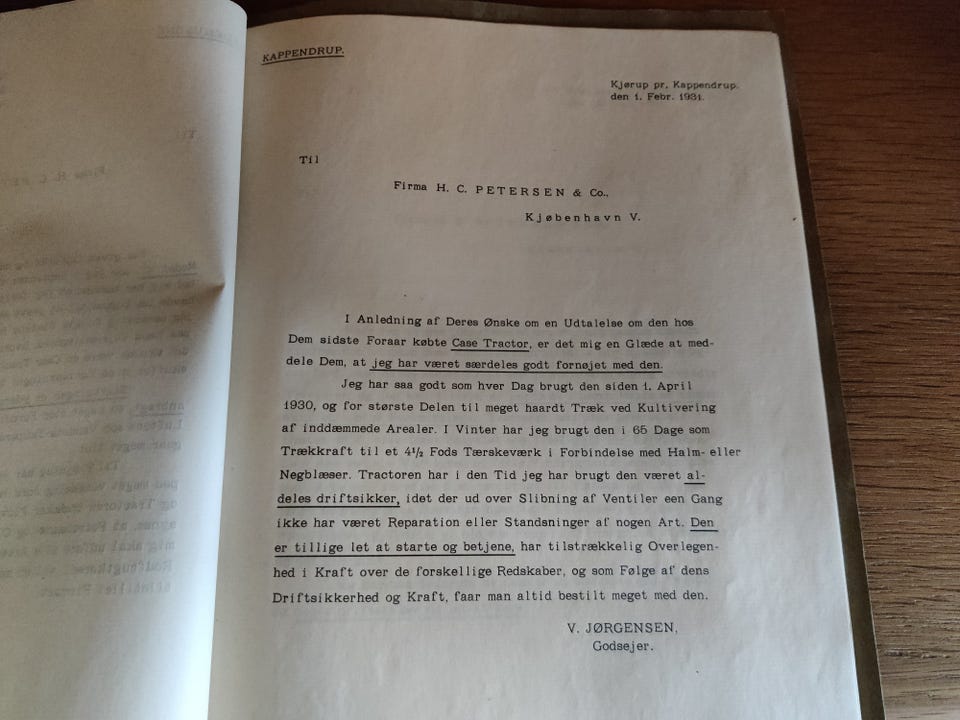 KAPPENDRUP.
Kjørup pr. Kappendrup.
den 1. Febr. 1931.
Til
Firma H. C. PETERSEN & Co.,
Kjøbenhavn V.
I Anledning af Deres Ønske om en Udtalelse om den hos
Dem sidste Foraar købte Case Tractor, er det mig en Glæde at med-
dele Dem, at jeg har været særdeles godt fornøjet med den.
Jeg har saa godt som hver Dag brugt den siden 1. April
1930, og for største Delen til meget haardt Træk ved Kultivering
af inddæmmede Arealer. I Vinter har jeg brugt den i 65 Dage som
Trækkraft til et 4½ Fods Tærskeværk i Forbindelse med Halm- eller
Negblæser. Tractoren har i den Tid jeg har brugt den været al-
deles driftsikker, idet der ud over Slibning af Ventiler een Gang
ikke har været Reparation eller Standsninger af nogen Art. Den
er tillige let at starte og betjene, har tilstrækkelig Overlegen-
hed i Kraft over de forskellige Redskaber, og som Følge af dens
Driftsikkerhed og Kraft, faar man altid bestilt meget med den.
V. JØRGENSEN,
Godsejer.